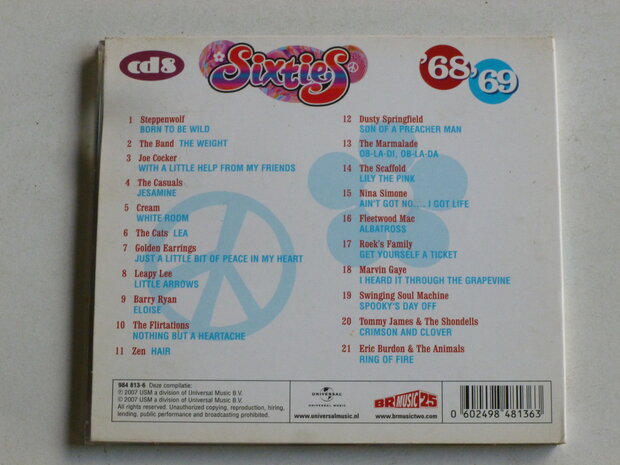 cd8
Sixties
'68 '69
1 Steppenwolf
BORN TO BE WILD
2 The Band THE WEIGHT
3 Joe Cocker
WITH A LITTLE HELP FROM MY FRIENDS
4 The Casuals
JESAMINE
5 Cream
WHITE ROOM
6 The Cats LEA
7 Golden Earrings
JUST A LITTLE BIT OF PEACE IN MY HEART
8 Leapy Lee
LITTLE ARROWS
9 Barry Ryan
ELOISE
10 The Flirtations
NOTHING BUT A HEARTACHE
11 Zen HAIR
12 Dusty Springfield
SON OF A PREACHER MAN
13 The Marmalade
OB-LA-DI, OB-LA-DA
14 The Scaffold
LILY THE PINK
15 Nina Simone
AIN'T GOT NO.... I GOT LIFE
16 Fleetwood Mac
ALBATROSS
17 Roek's Family
GET YOURSELF A TICKET
18 Marvin Gaye
I HEARD IT THROUGH THE GRAPEVINE
19 Swinging Soul Machine
SPOOKY'S DAY OFF
20 Tommy James & The Shondells
CRIMSON AND CLOVER
21 Eric Burdon & The Animals
RING OF FIRE
984 813-6 Deze compilatie:
℗ 2007 USM a division of Universal Music B.V.
© 2007 USM a division of Universal Music B.V.
All rights reserved. Unauthorized copying, reproduction, hiring,
lending, public performance and broadcasting prohibited.
UNIVERSAL
UNIVERSAL MUSIC
www.universalmusic.nl
BR MUSIC 25
www.brmusictwo.com
0 602498 481363